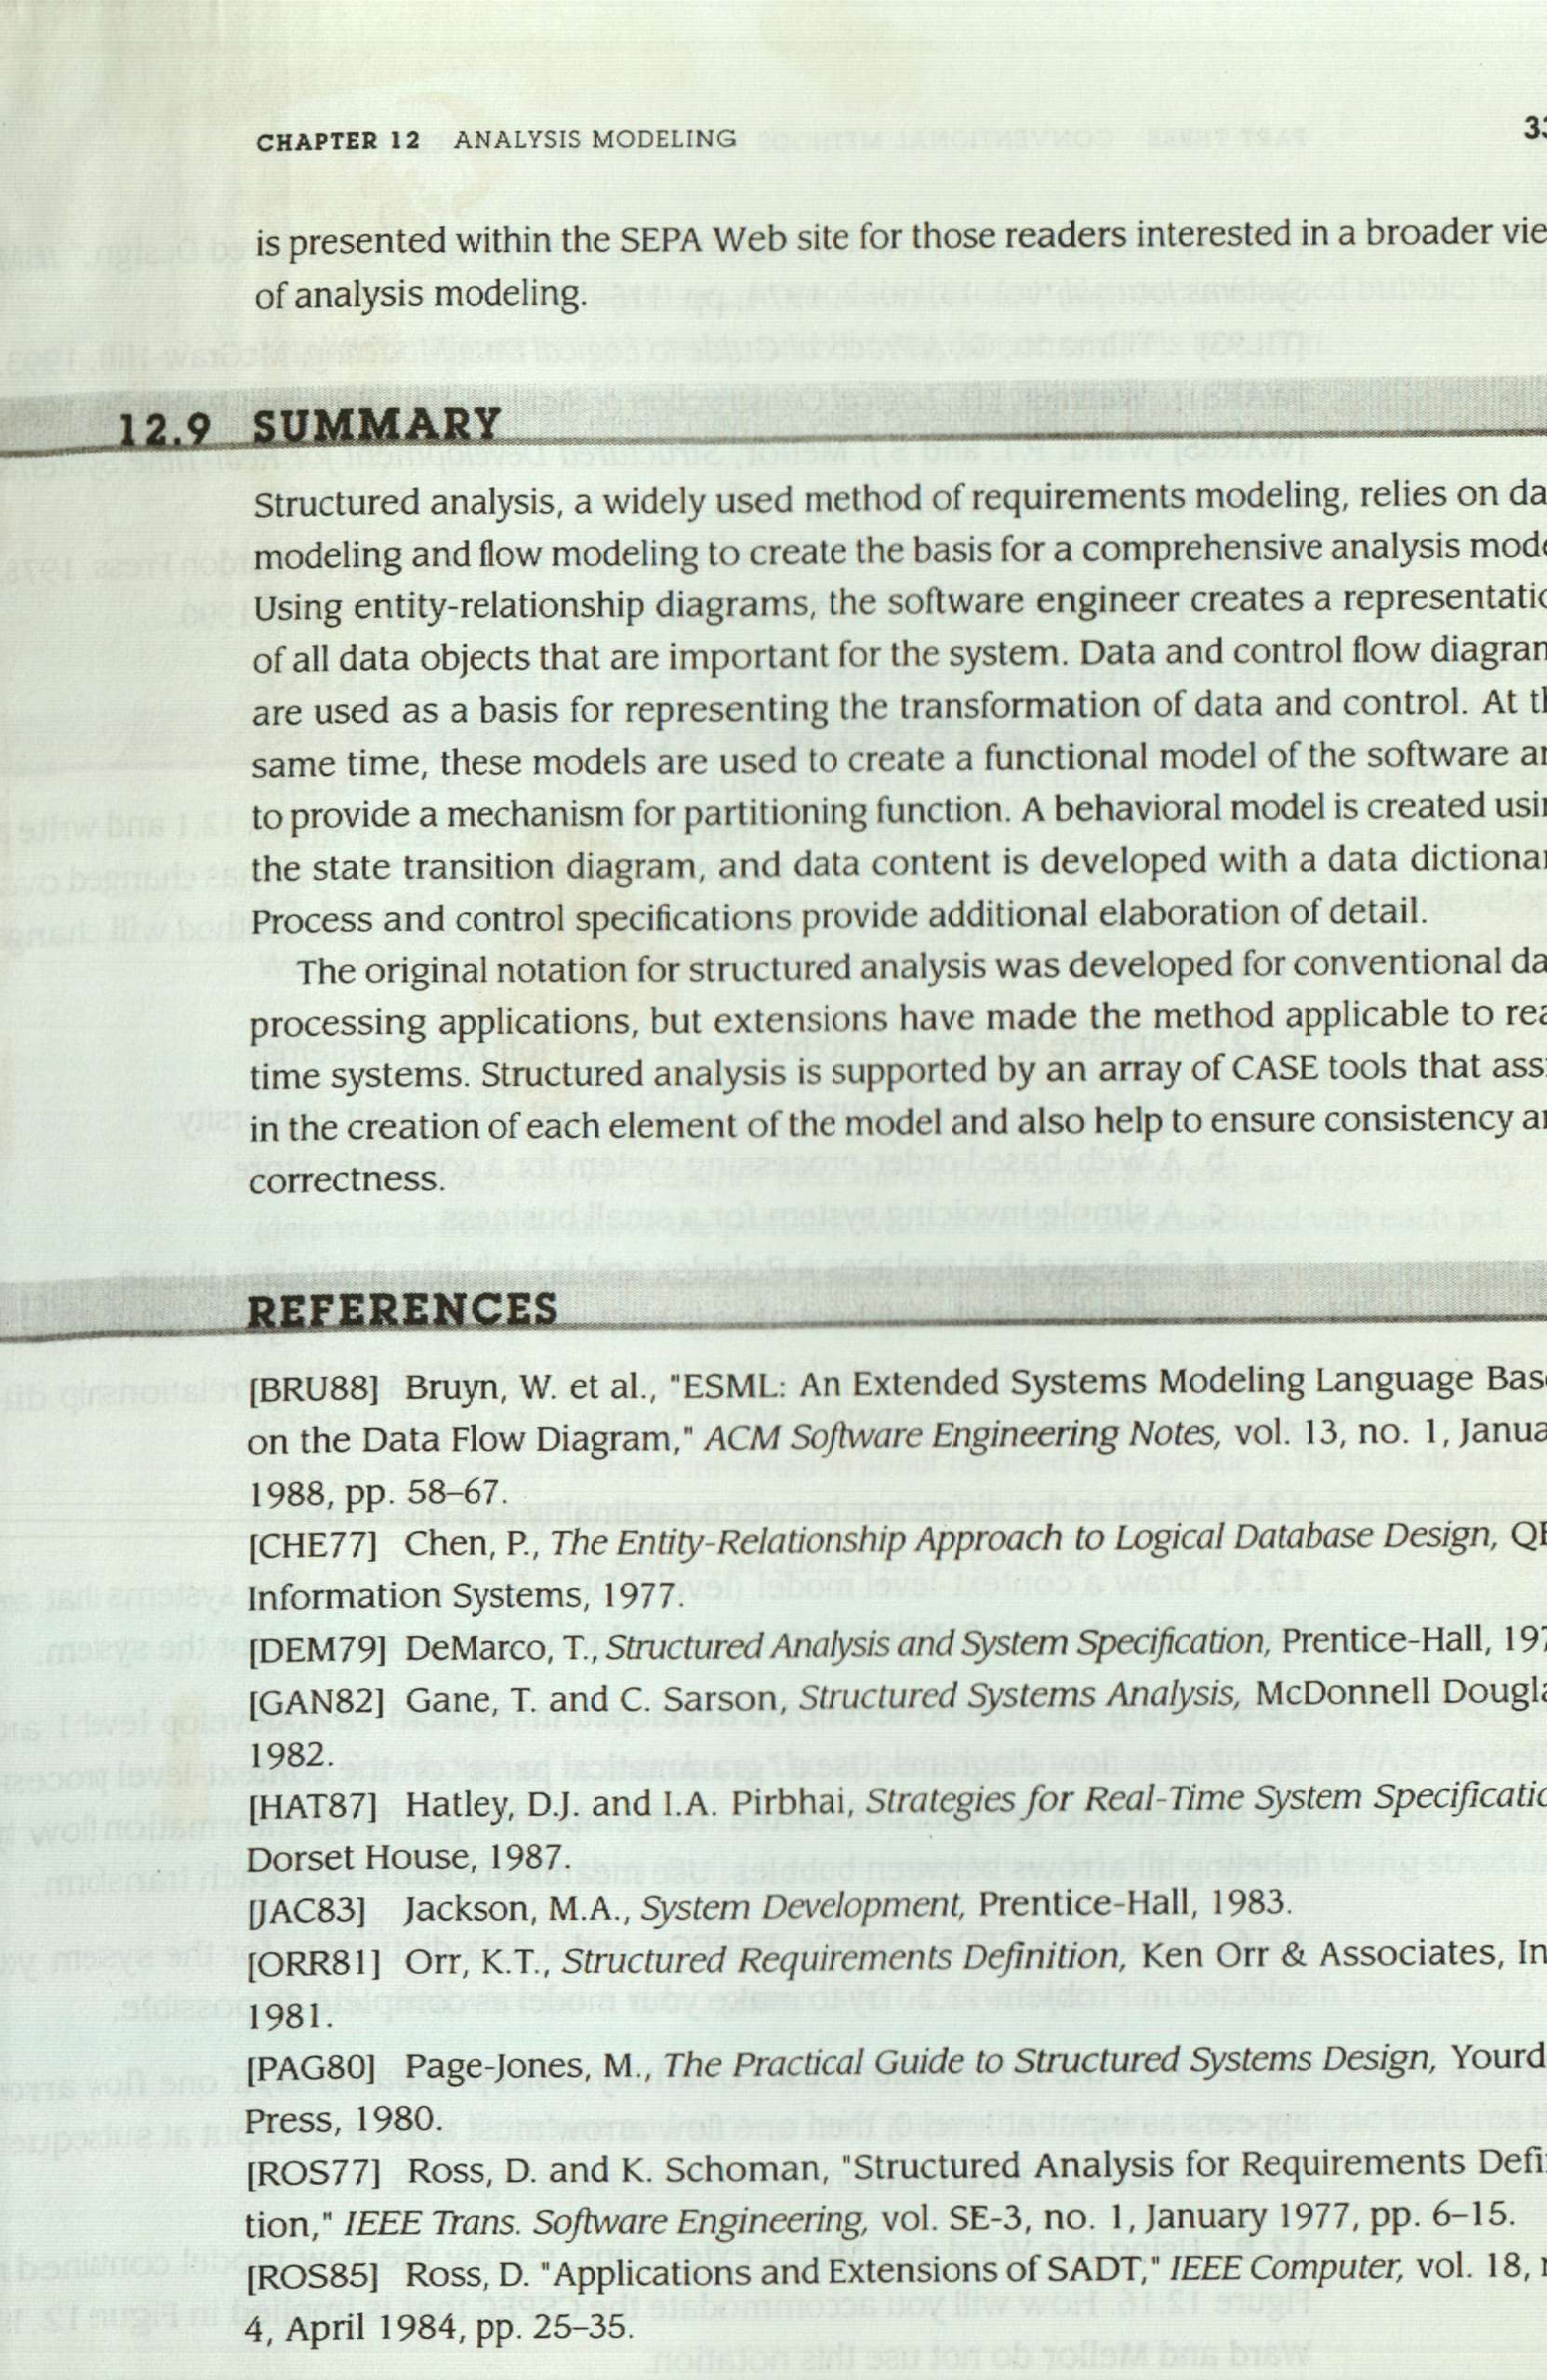 CHAPTER 12 ANALYSIS MODELING
is presented within the SEPA Web site for those readers interested in a broader vie
of analysis modeling.
12.9 SUMMARY
Structured analysis, a widely used method of requirements modeling, relies on da
modeling and flow modeling to create the basis for a comprehensive analysis mode
Using entity-relationship diagrams, the software engineer creates a representatio
of all data objects that are important for the system. Data and control flow diagram
are used as a basis for representing the transformation of data and control. At th
same time, these models are used to create a functional model of the software an
to provide a mechanism for partitioning function. A behavioral model is created usin
the state transition diagram, and data content is developed with a data dictionar
Process and control specifications provide additional elaboration of detail.
The original notation for structured analysis was developed for conventional da
processing applications, but extensions have made the method applicable to rea
time systems. Structured analysis is supported by an array of CASE tools that assi
in the creation of each element of the model and also help to ensure consistency an
correctness.
REFERENCES
[BRU88] Bruyn, W. et al., "ESML: An Extended Systems Modeling Language Base
on the Data Flow Diagram," ACM Software Engineering Notes, vol. 13, no. 1, Janua
1988, pp. 58–67.
[CHE77] Chen, P., The Entity-Relationship Approach to Logical Database Design, QE
Information Systems, 1977.
[DEM79] DeMarco, T., Structured Analysis and System Specification, Prentice-Hall, 197
[GAN82] Gane, T. and C. Sarson, Structured Systems Analysis, McDonnell Dougla
1982.
[HAT87] Hatley, D.J. and I.A. Pirbhai, Strategies for Real-Time System Specificatio
Dorset House, 1987.
[JAC83] Jackson, M.A., System Development, Prentice-Hall, 1983.
[ORR81] Orr, K.T., Structured Requirements Definition, Ken Orr & Associates, In
1981.
[PAG80] Page-Jones, M., The Practical Guide to Structured Systems Design, Yourd
Press, 1980.
[ROS77] Ross, D. and K. Schoman, "Structured Analysis for Requirements Defi
tion," IEEE Trans. Software Engineering, vol. SE-3, no. 1, January 1977, pp. 6–15.
[ROS85] Ross, D. "Applications and Extensions of SADT," IEEE Computer, vol. 18, n
4, April 1984, pp. 25–35.